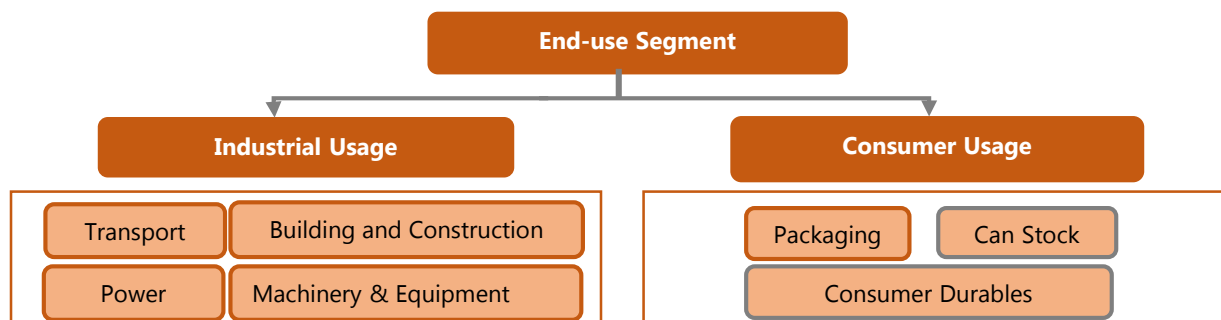 End-use Segment
Industrial Usage
Consumer Usage
Transport
Building and Construction
Power
Machinery & Equipment
Packaging
Can Stock
Consumer Durables